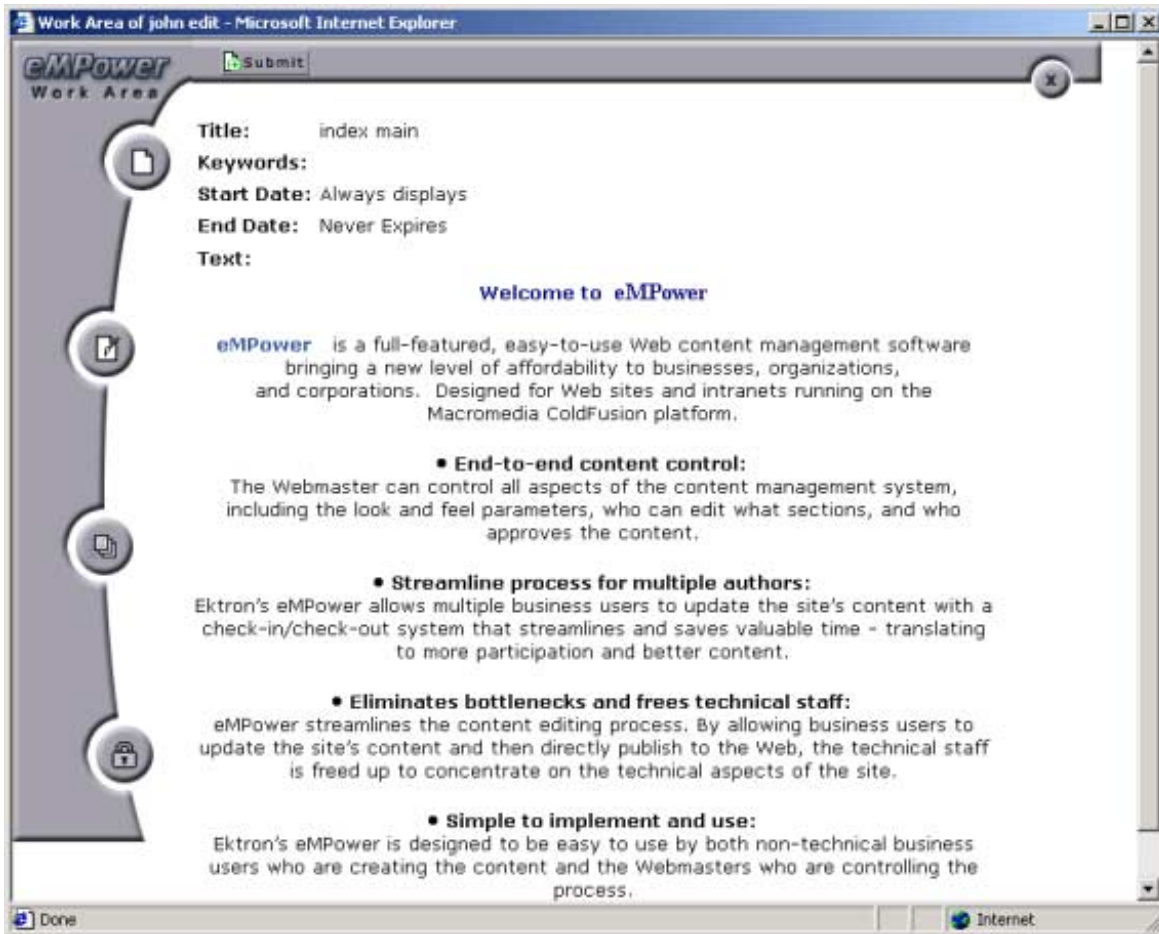 Work Area of john edit - Microsoft Internet Explorer
eMPower
Work Area
Submit
x
Title: index main
Keywords:
Start Date: Always displays
End Date: Never Expires
Text:
Welcome to eMPower
eMPower is a full-featured, easy-to-use Web content management software
bringing a new level of affordability to businesses, organizations,
and corporations. Designed for Web sites and intranets running on the
Macromedia ColdFusion platform.
• End-to-end content control:
The Webmaster can control all aspects of the content management system,
including the look and feel parameters, who can edit what sections, and who
approves the content.
• Streamline process for multiple authors:
Ektron's eMPower allows multiple business users to update the site's content with a
check-in/check-out system that streamlines and saves valuable time - translating
to more participation and better content.
• Eliminates bottlenecks and frees technical staff:
eMPower streamlines the content editing process. By allowing business users to
update the site's content and then directly publish to the Web, the technical staff
is freed up to concentrate on the technical aspects of the site.
• Simple to implement and use:
Ektron's eMPower is designed to be easy to use by both non-technical business
users who are creating the content and the Webmasters who are controlling the
process.
Done
Internet